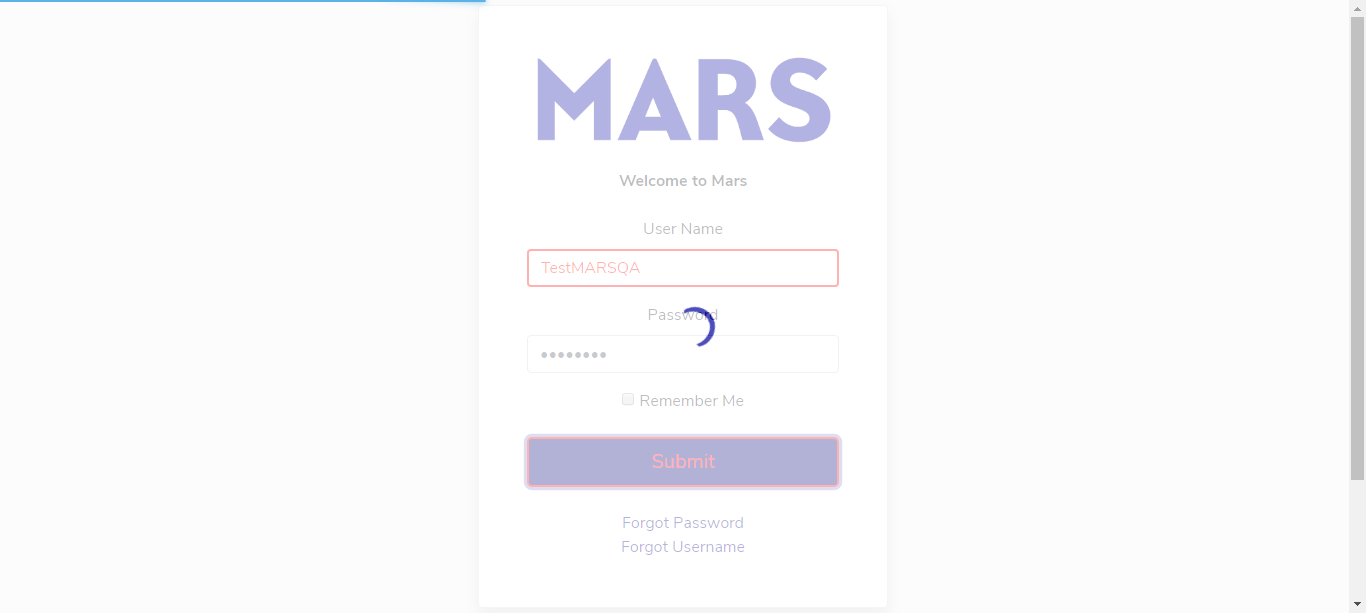 MARS
Welcome to Mars
User Name
TestMARSQA
Password
••••••••
Remember Me
Submit
Forgot Password
Forgot Username